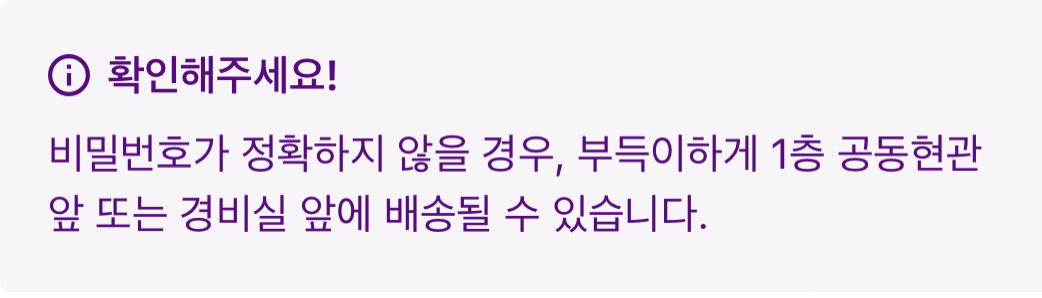 확인해주세요!
비밀번호가 정확하지 않을 경우, 부득이하게 1층 공동현관
앞 또는 경비실 앞에 배송될 수 있습니다.